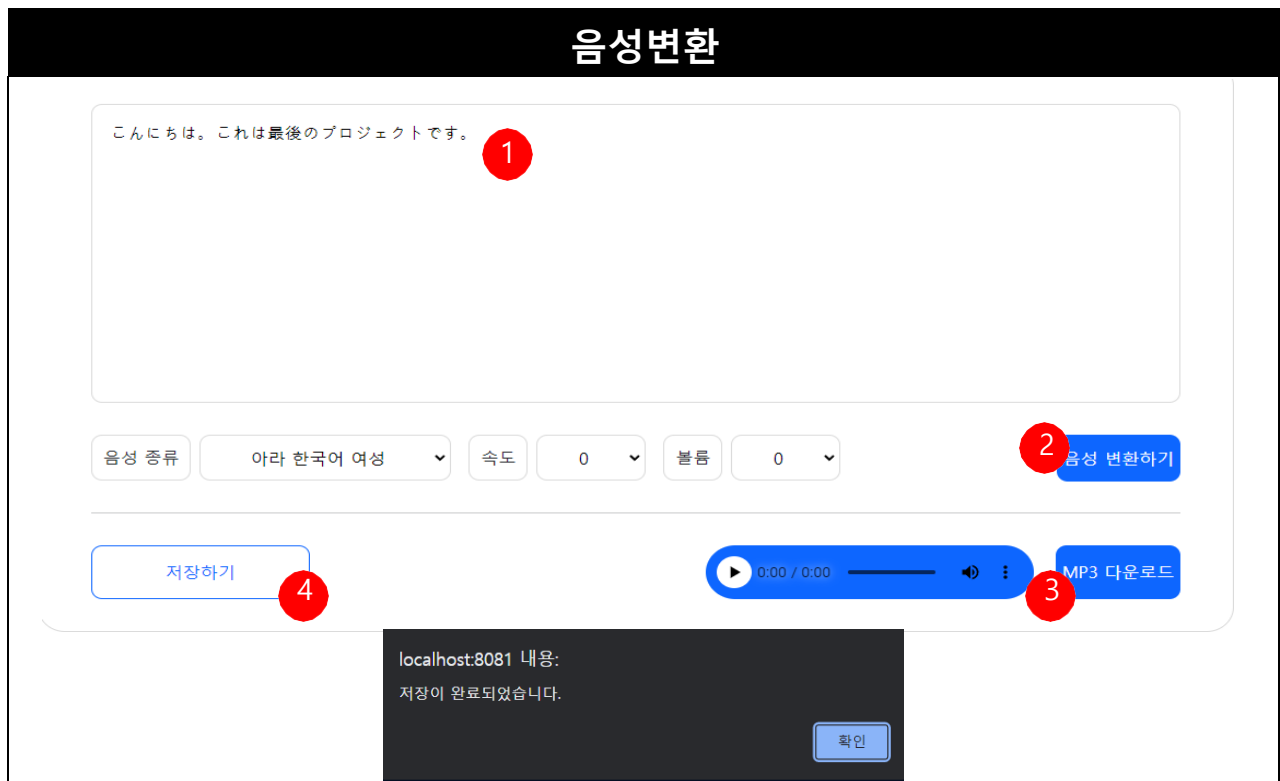 음성변환
こんにちは。これは最後のプロジェクトです。
1
음성 종류 아라 한국어 여성 속도 0 볼륨 0 2 음성 변환하기
저장하기 4 0:00 / 0:00 3 MP3 다운로드
localhost:8081 내용:
저장이 완료되었습니다.
확인